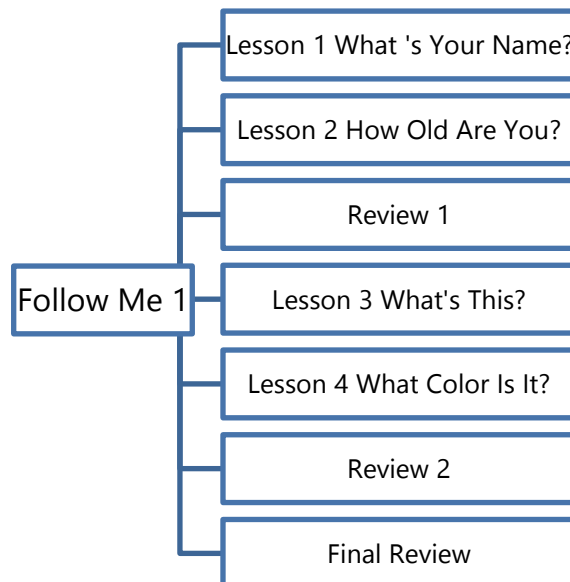 Lesson 1 What 's Your Name?
Lesson 2 How Old Are You?
Review 1
Follow Me 1
Lesson 3 What's This?
Lesson 4 What Color Is It?
Review 2
Final Review